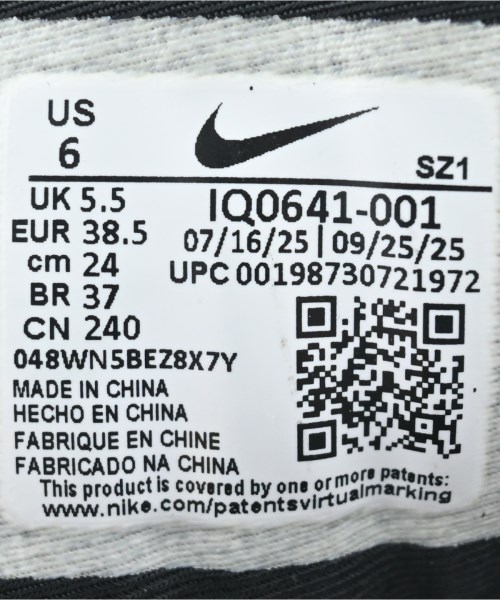 US
6
SZ1
UK 5.5
EUR 38.5
cm 24
BR 37
CN 240
IQ0641-001
07/16/25 | 09/25/25
UPC 00198730721972
048WN5BEZ8X7Y
MADE IN CHINA
HECHO EN CHINA
FABRIQUE EN CHINE
FABRICADO NA CHINA
This product is covered by one or more patents:
www.nike.com/patentsvirtualmarking